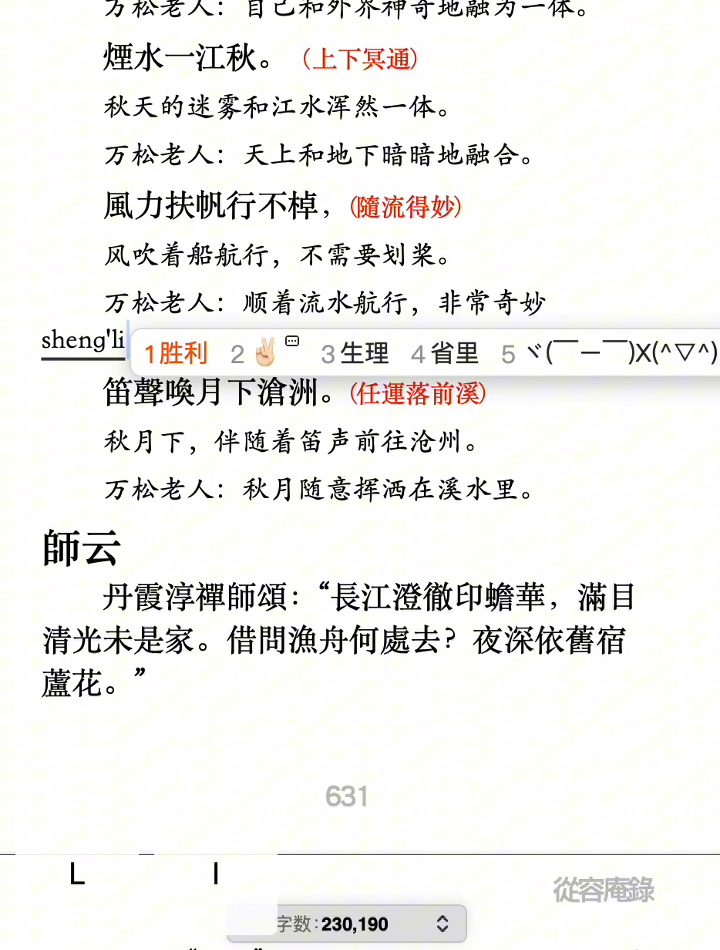 万松老人：自己和外界神奇地融为一体。
煙水一江秋。（上下冥通）
秋天的迷雾和江水浑然一体。
万松老人：天上和地下暗暗地融合。
風力扶帆行不棹，(隨流得妙)
风吹着船航行，不需要划桨。
万松老人：顺着流水航行，非常奇妙
sheng'li
1胜利 2✌🏻 3生理 4省里 5ヾ(￣ー￣)X(^▽^)
笛聲喚月下滄洲。(任運落前溪)
秋月下，伴随着笛声前往沧州。
万松老人：秋月随意挥洒在溪水里。
師云
丹霞淳禪師頌：“長江澄徹印蟾華，滿目
清光未是家。借問漁舟何處去？夜深依舊宿
蘆花。”
631
L I
從容庵錄
字数:230,190